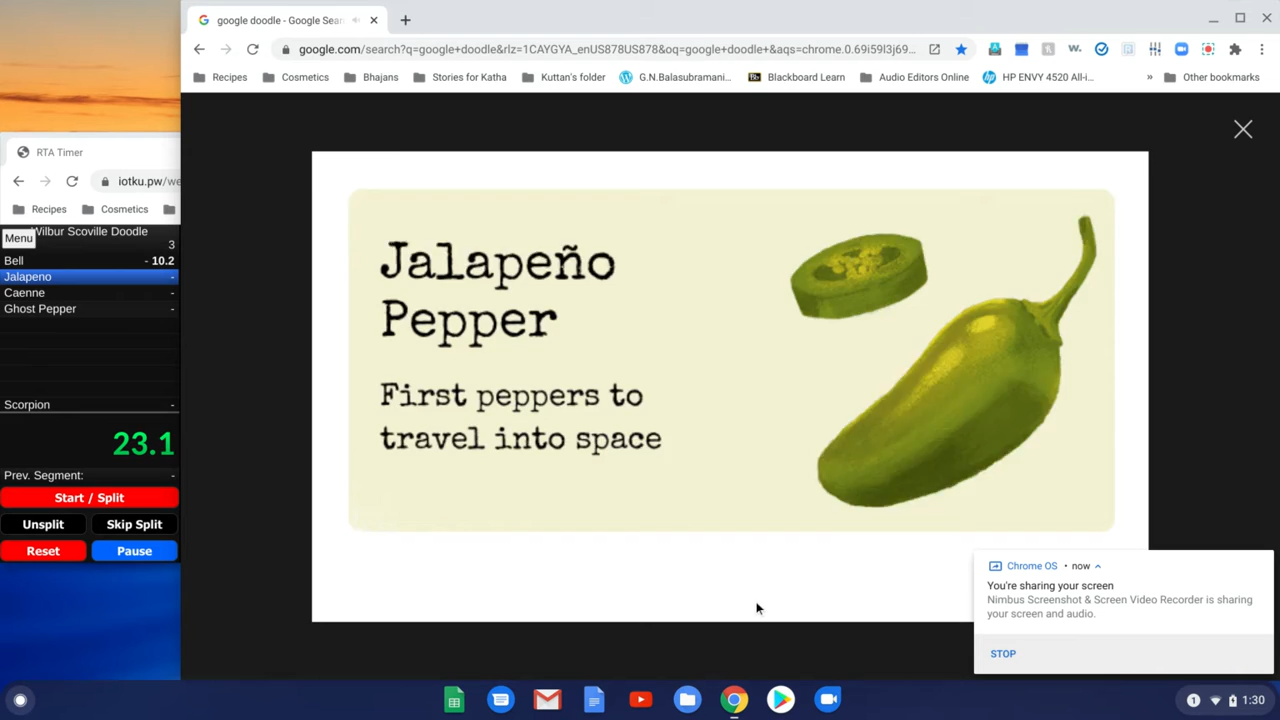 google doodle - Google Sear
google.com/search?q=google+doodle&rlz=1CAYGYA_enUS878US878&oq=google+doodle+&aqs=chrome.0.69i59l3j69...
Recipes
Cosmetics
Bhajans
Stories for Katha
Kuttan's folder
G.N.Balasubramani...
Bb
Blackboard Learn
Audio Editors Online
HP ENVY 4520 All-i...
»
Other bookmarks
RTA Timer
iotku.pw/we
Recipes
Cosmetics
Menu
Wilbur Scoville Doodle
3
Bell - 10.2
Jalapeno -
Caenne -
Ghost Pepper -
Scorpion -
23.1
Prev. Segment: -
Start / Split
Unsplit
Skip Split
Reset
Pause
Jalapeño
Pepper
First peppers to
travel into space
Chrome OS • now
You're sharing your screen
Nimbus Screenshot & Screen Video Recorder is sharing
your screen and audio.
STOP
1
1:30